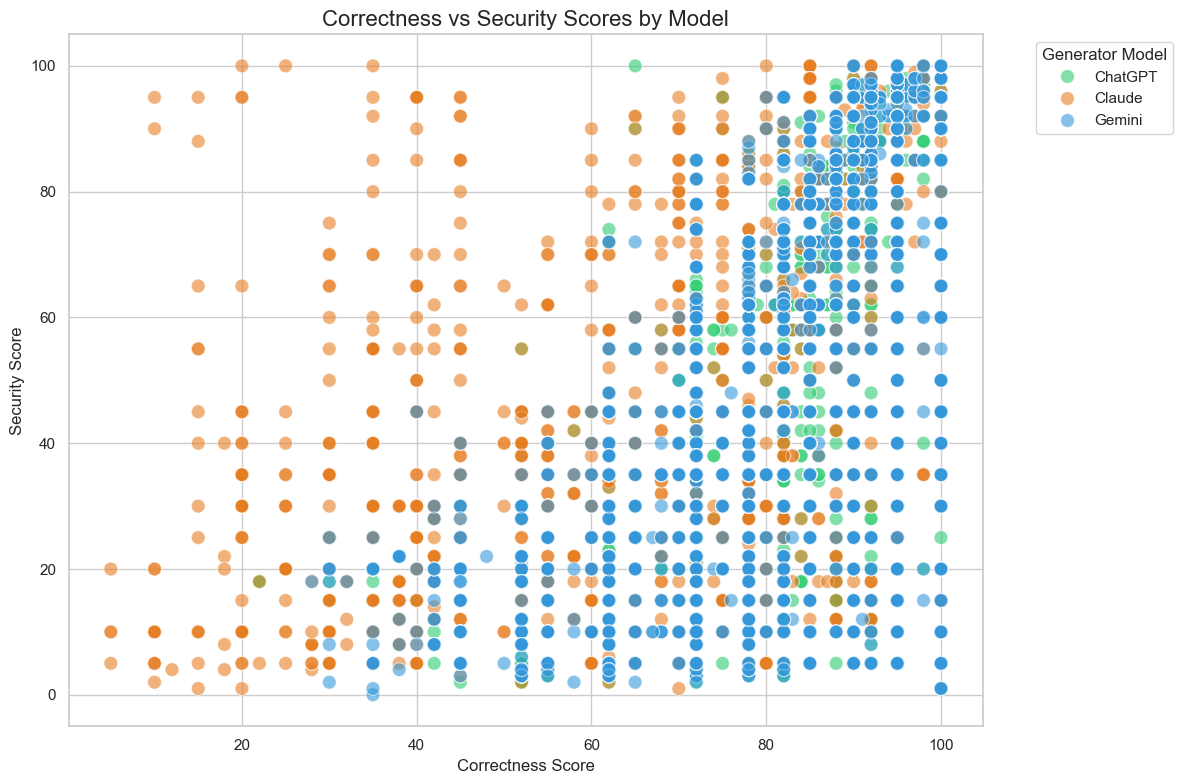 Correctness vs Security Scores by Model
Generator Model
ChatGPT
Claude
Gemini
Security Score
100
80
60
40
20
0
20
40
60
80
100
Correctness Score